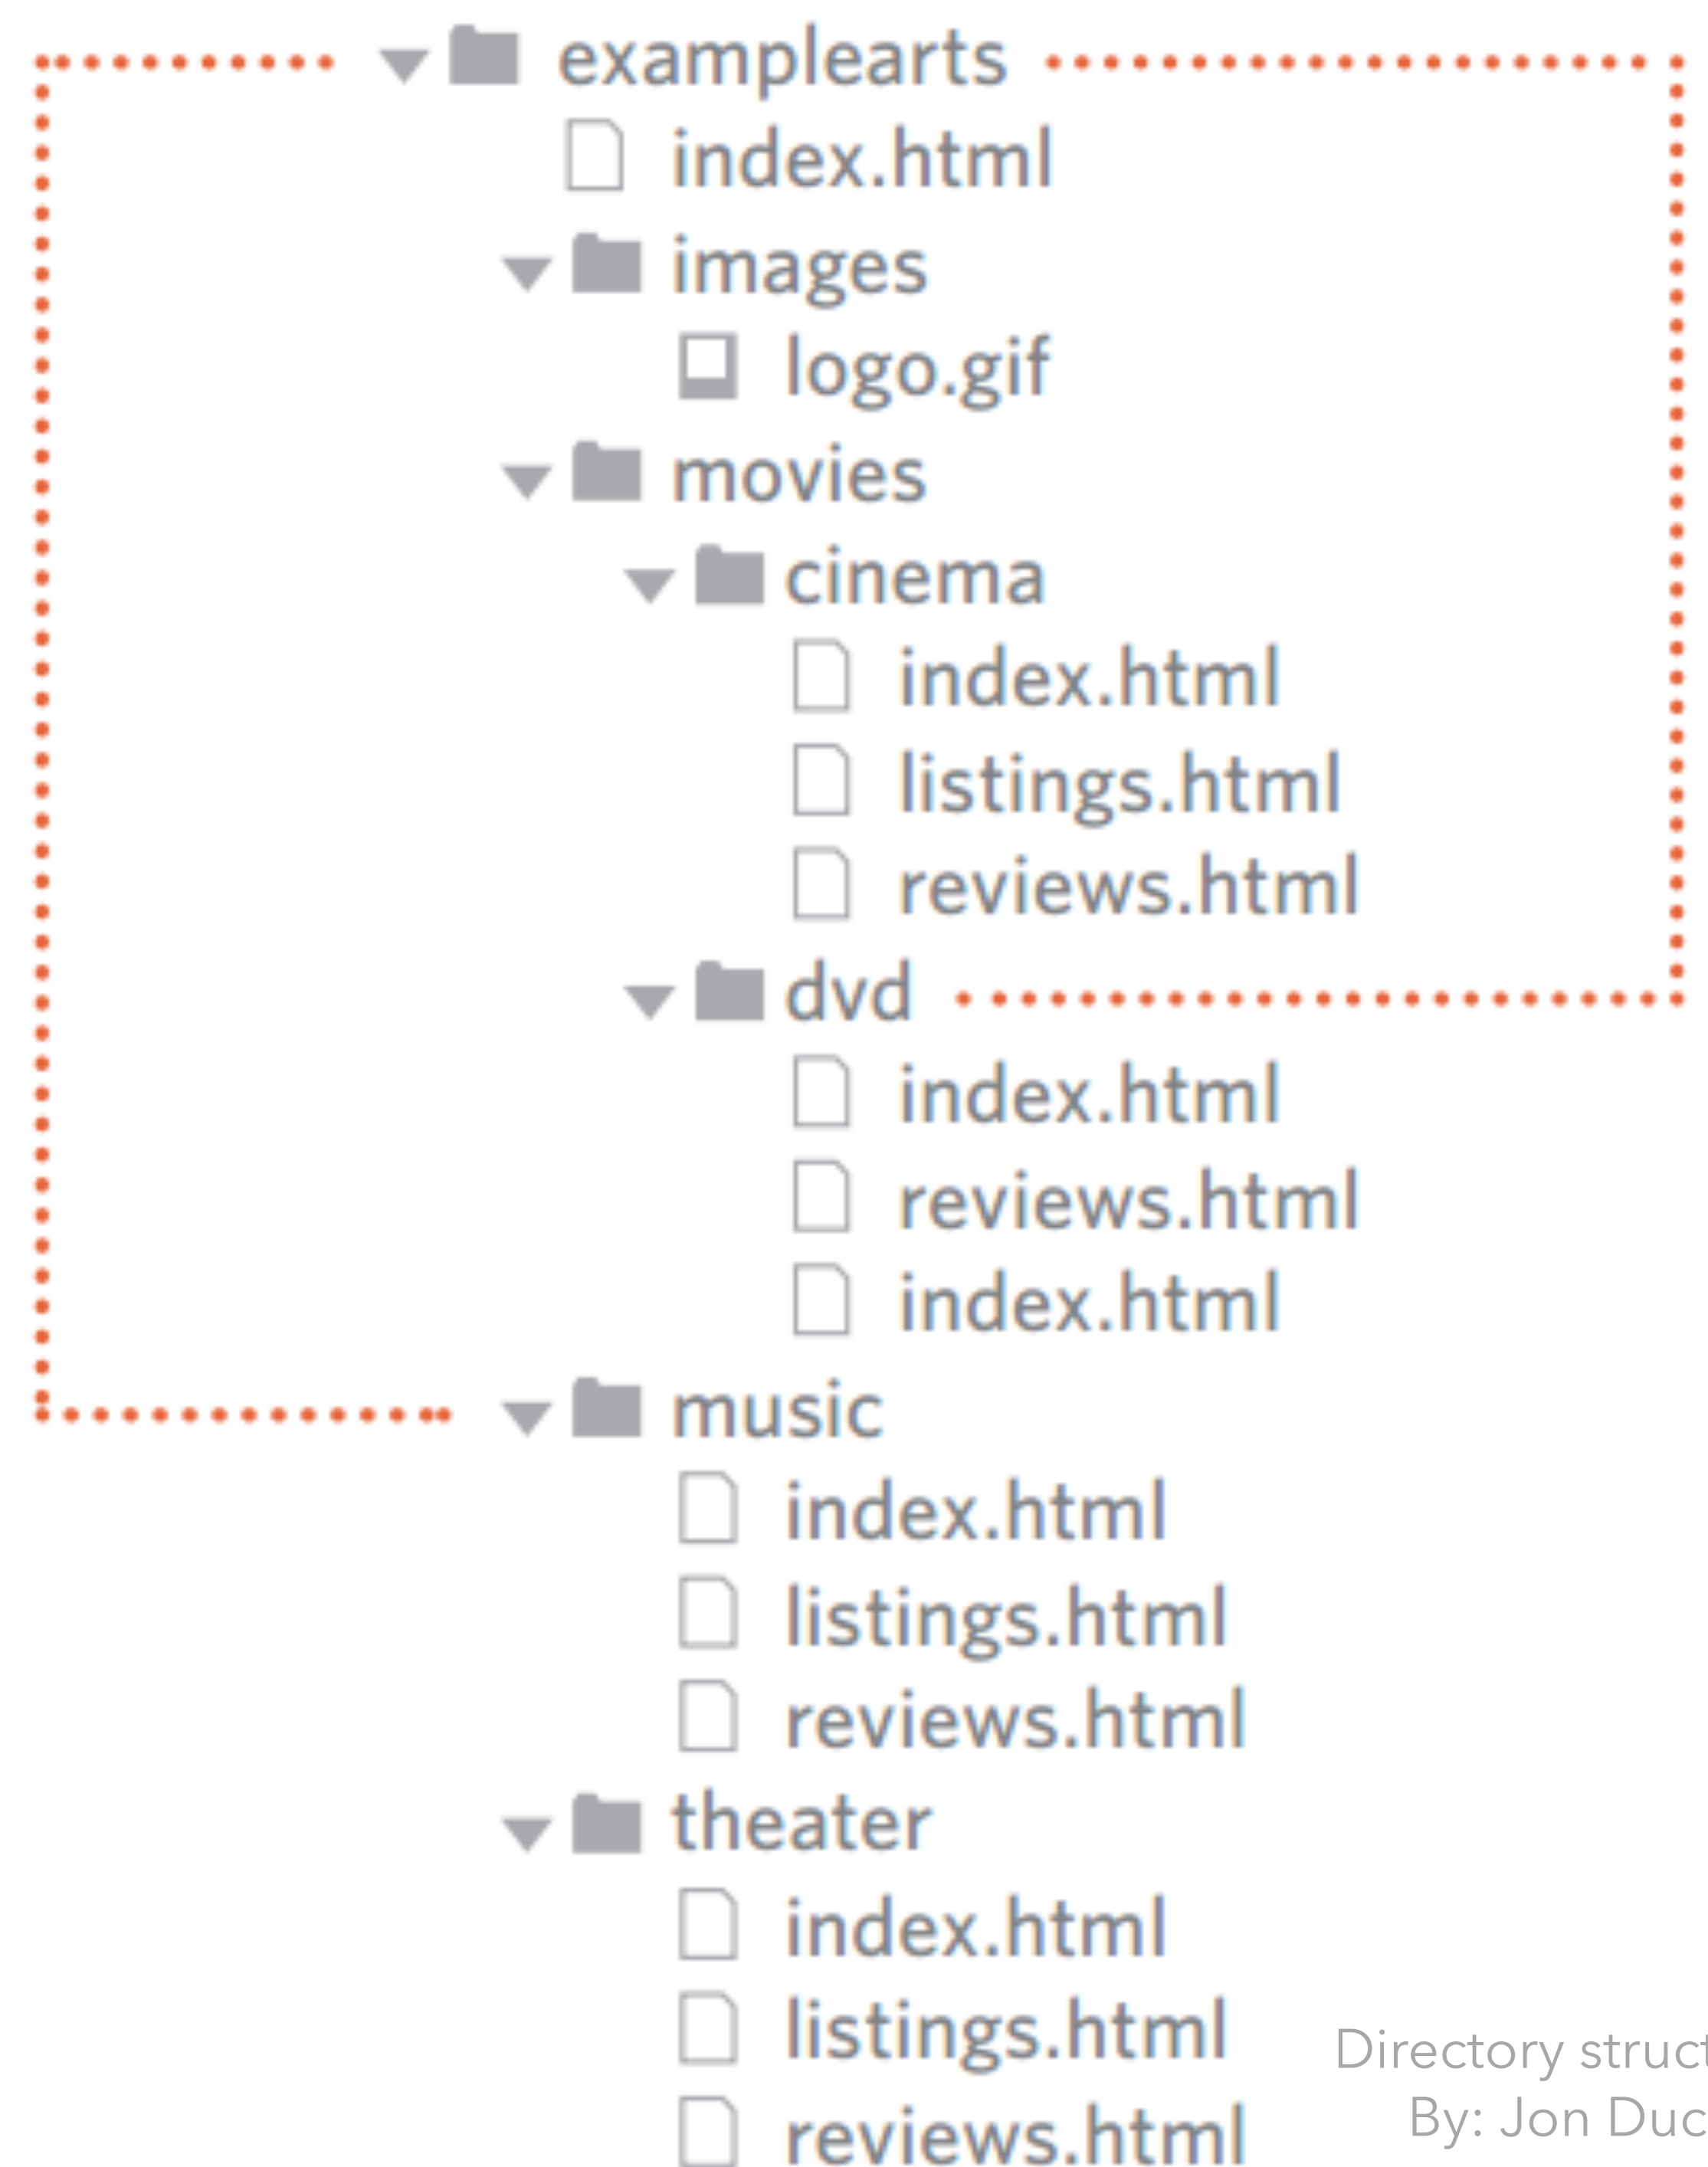 examplearts
index.html
images
logo.gif
movies
cinema
index.html
listings.html
reviews.html
dvd
index.html
reviews.html
index.html
music
index.html
listings.html
reviews.html
theater
index.html
listings.html
reviews.html
Directory struct
By: Jon Duc